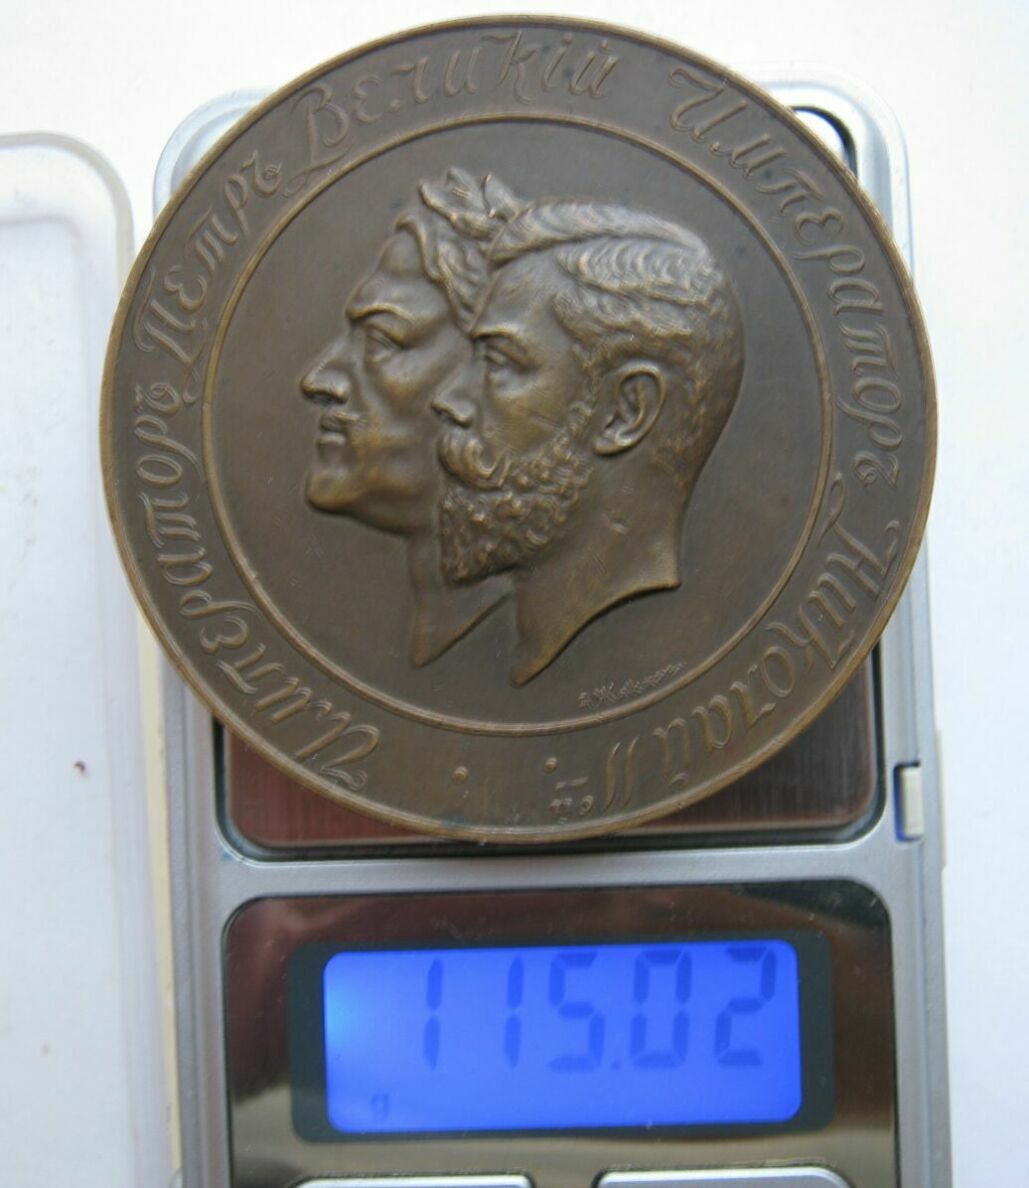 Императоръ Петръ Великій Императоръ Николай II й
115.02
g